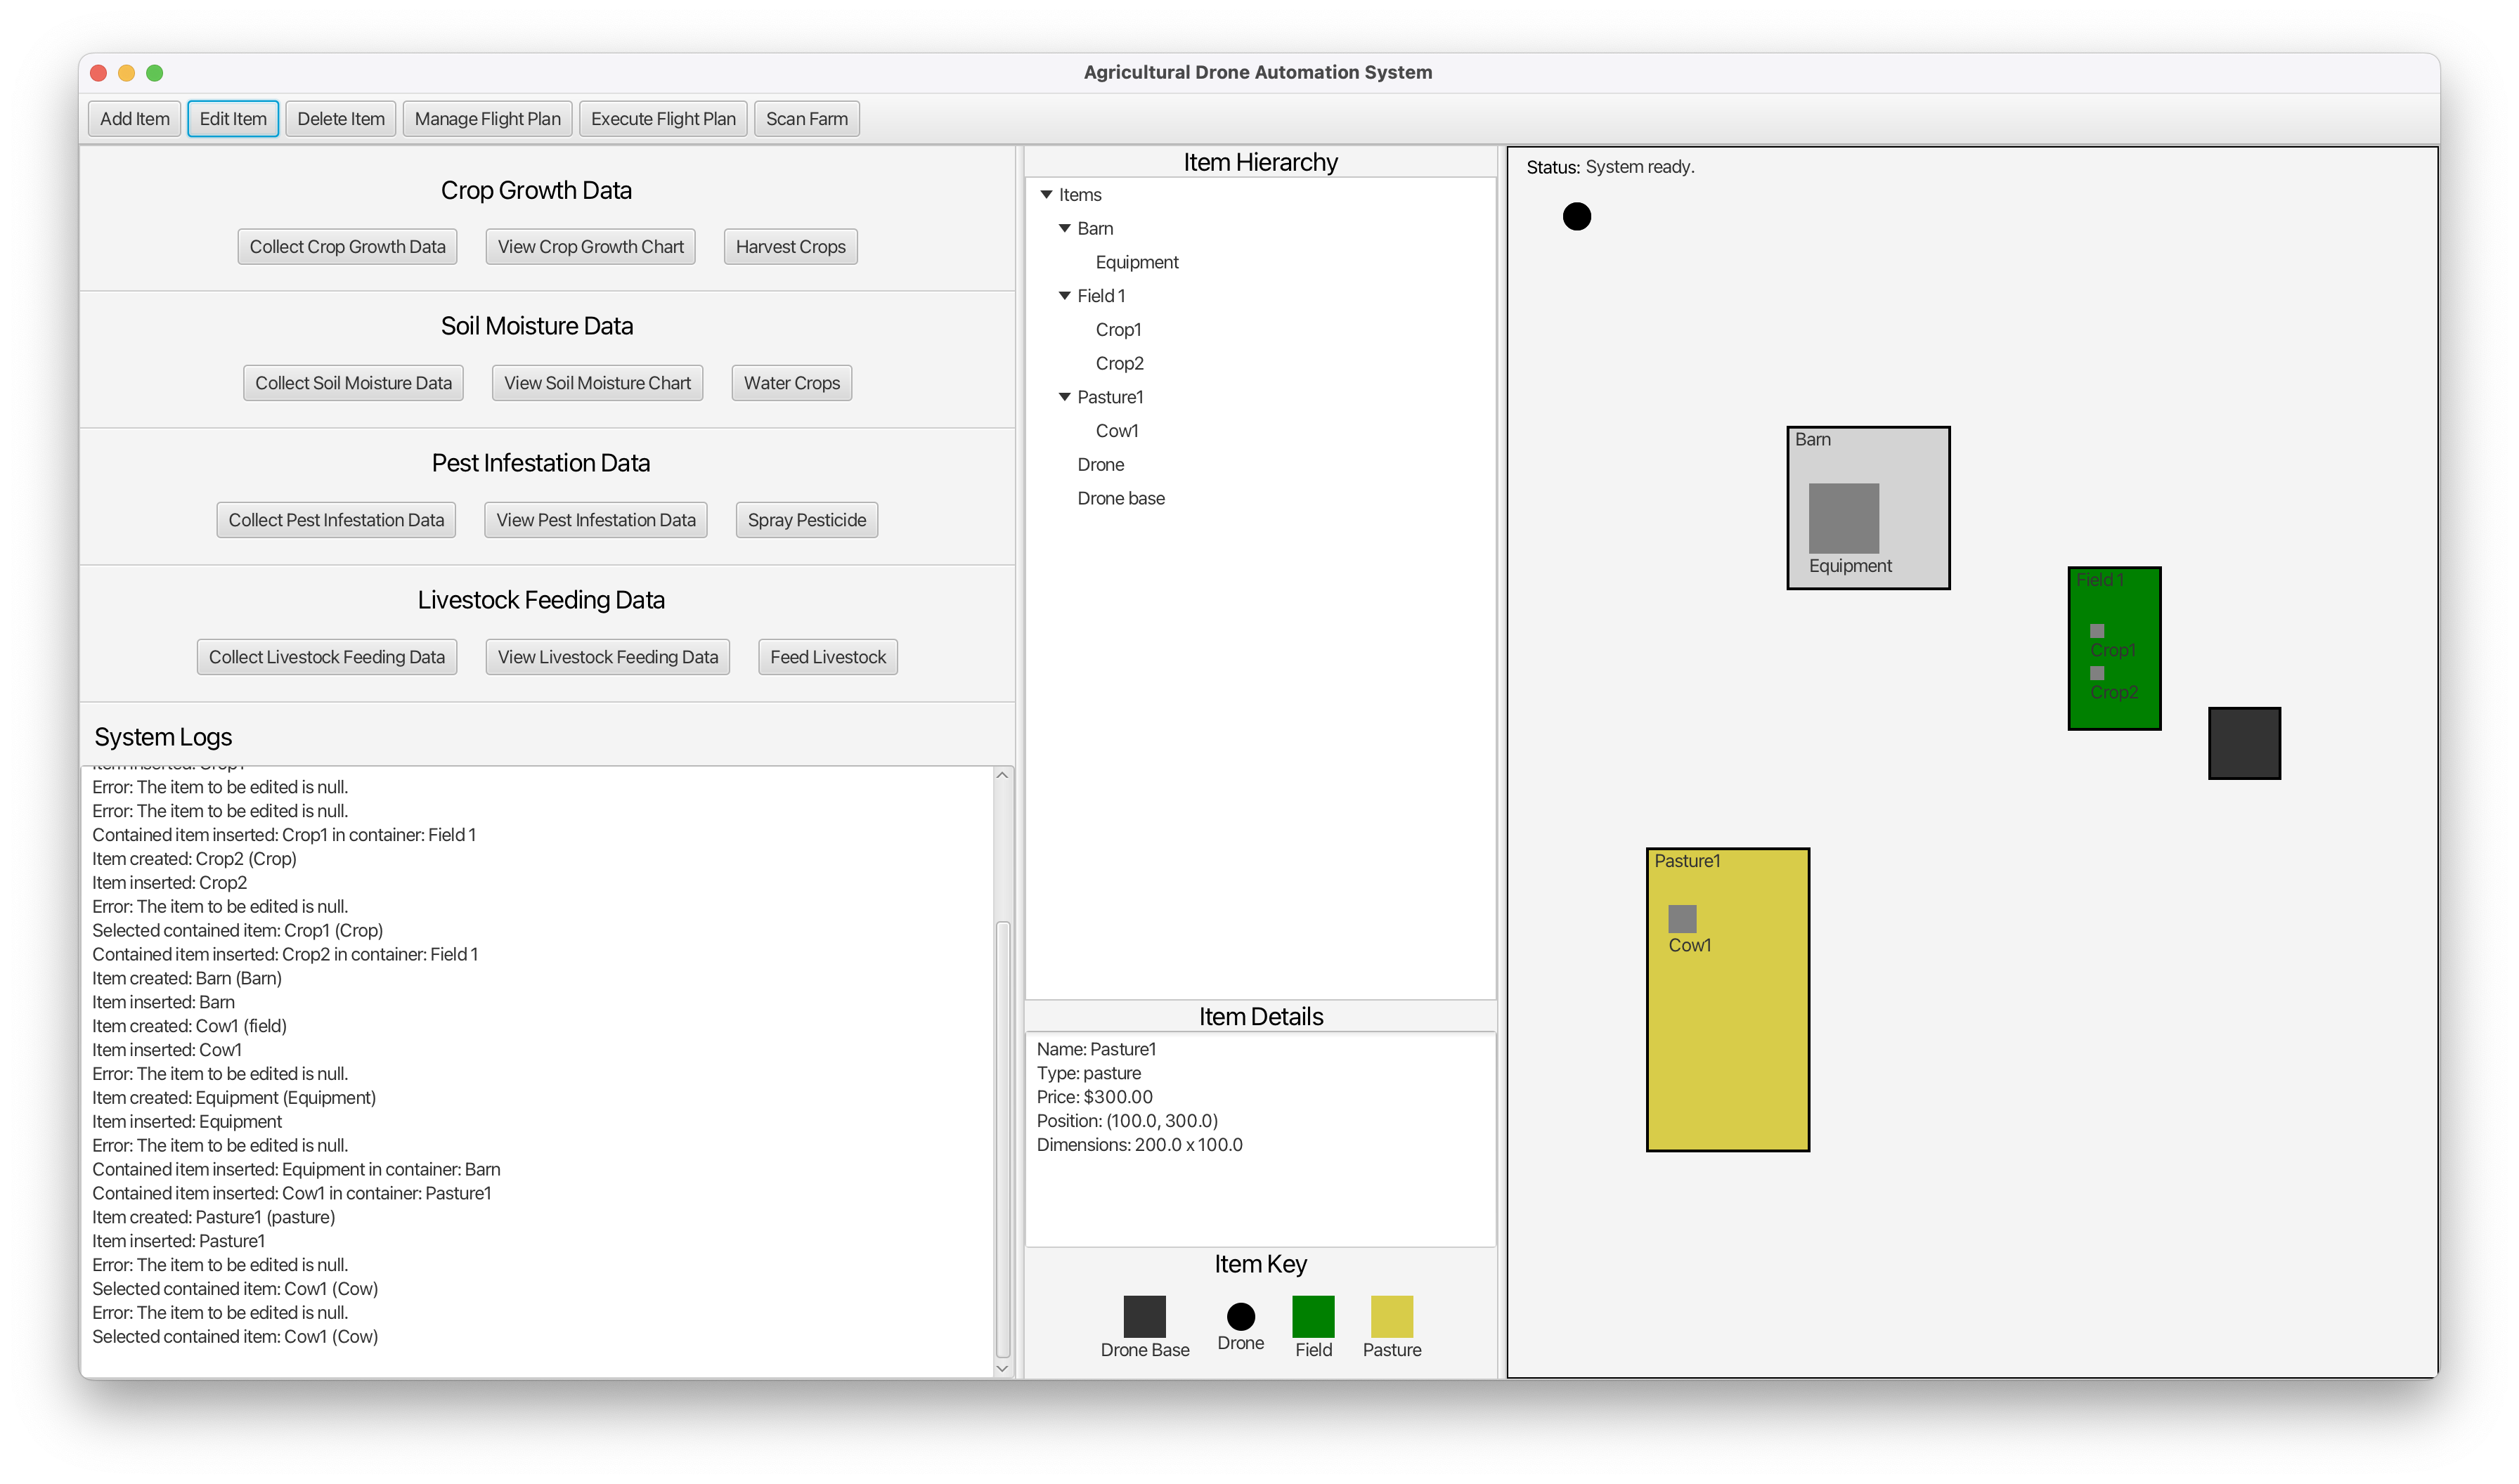 Agricultural Drone Automation System
Add Item
Edit Item
Delete Item
Manage Flight Plan
Execute Flight Plan
Scan Farm
Crop Growth Data
Collect Crop Growth Data
View Crop Growth Chart
Harvest Crops
Soil Moisture Data
Collect Soil Moisture Data
View Soil Moisture Chart
Water Crops
Pest Infestation Data
Collect Pest Infestation Data
View Pest Infestation Data
Spray Pesticide
Livestock Feeding Data
Collect Livestock Feeding Data
View Livestock Feeding Data
Feed Livestock
System Logs
Item inserted: Crop1
Error: The item to be edited is null.
Error: The item to be edited is null.
Contained item inserted: Crop1 in container: Field 1
Item created: Crop2 (Crop)
Item inserted: Crop2
Error: The item to be edited is null.
Selected contained item: Crop1 (Crop)
Contained item inserted: Crop2 in container: Field 1
Item created: Barn (Barn)
Item inserted: Barn
Item created: Cow1 (field)
Item inserted: Cow1
Error: The item to be edited is null.
Item created: Equipment (Equipment)
Item inserted: Equipment
Error: The item to be edited is null.
Contained item inserted: Equipment in container: Barn
Contained item inserted: Cow1 in container: Pasture1
Item created: Pasture1 (pasture)
Item inserted: Pasture1
Error: The item to be edited is null.
Selected contained item: Cow1 (Cow)
Error: The item to be edited is null.
Selected contained item: Cow1 (Cow)
Item Hierarchy
Items
Barn
Equipment
Field 1
Crop1
Crop2
Pasture1
Cow1
Drone
Drone base
Item Details
Name: Pasture1
Type: pasture
Price: $300.00
Position: (100.0, 300.0)
Dimensions: 200.0 x 100.0
Item Key
Drone Base
Drone
Field
Pasture
Status: System ready.
Barn
Equipment
Field 1
Crop1
Crop2
Pasture1
Cow1